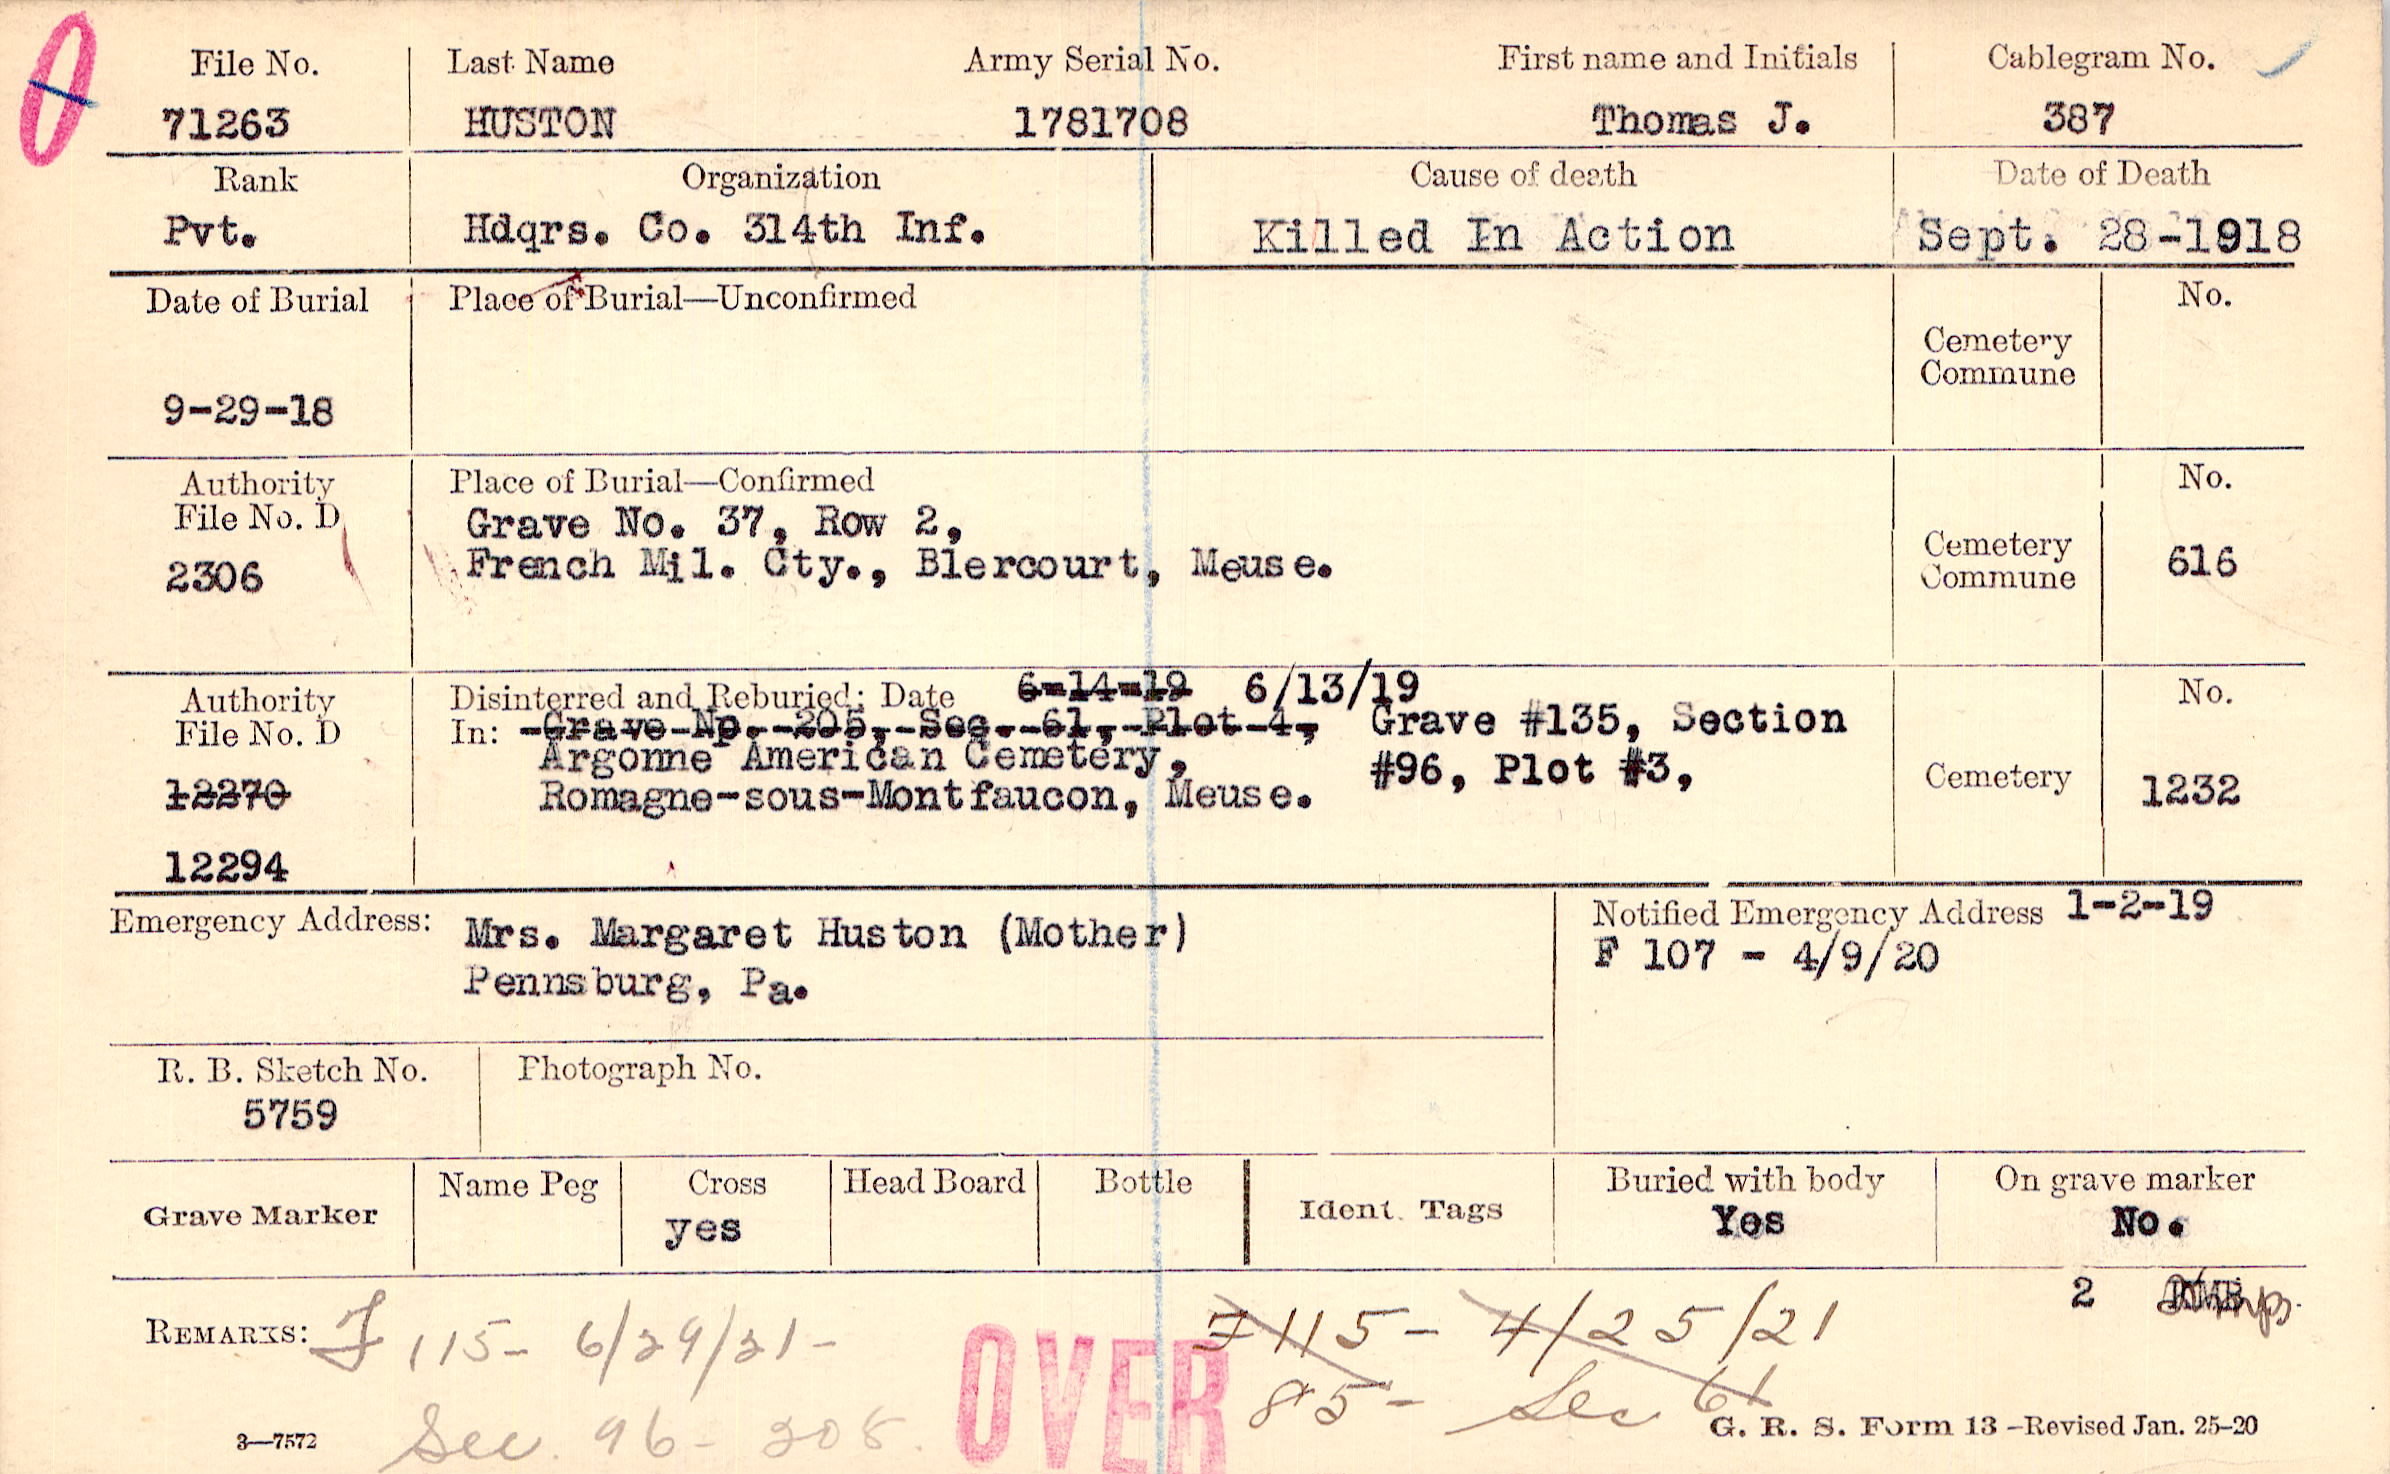 File No. Last Name Army Serial No. First name and Initials Cablegram No.
71263 HUSTON 1781708 Thomas J. 387
Rank Organization Cause of death Date of Death
Pvt. Hdqrs. Co. 314th Inf. Killed In Action Sept. 28-1918
Date of Burial Place of Burial—Unconfirmed No.
Cemetery
Commune
9-29-18
Authority Place of Burial—Confirmed No.
File No. D Grave No. 37, Row 2,
2306 French Mil. Cty., Blercourt, Meuse. Cemetery
Commune 616
Authority Disinterred and Reburied: Date 6-14-19 6/13/19 No.
File No. D In: Grave No. 205, Sec. 61, Plot 4, Grave #135, Section
Argonne American Cemetery, #96, Plot #3,
12270 Romagne-sous-Montfaucon, Meuse. Cemetery 1232
12294
Emergency Address: Mrs. Margaret Huston (Mother) Notified Emergency Address 1-2-19
Pennsburg, Pa. F 107 - 4/9/20
R. B. Sketch No. Photograph No.
5759
Grave Marker Name Peg Cross Head Board Bottle Ident. Tags Buried with body On grave marker
yes Yes No.
2
REMARKS: F 115- 6/29/21- F 115- 4/25/21
OVER 85- Sec 61
3—7572 Sec. 96- 208. G. R. S. Form 13 -Revised Jan. 25-20